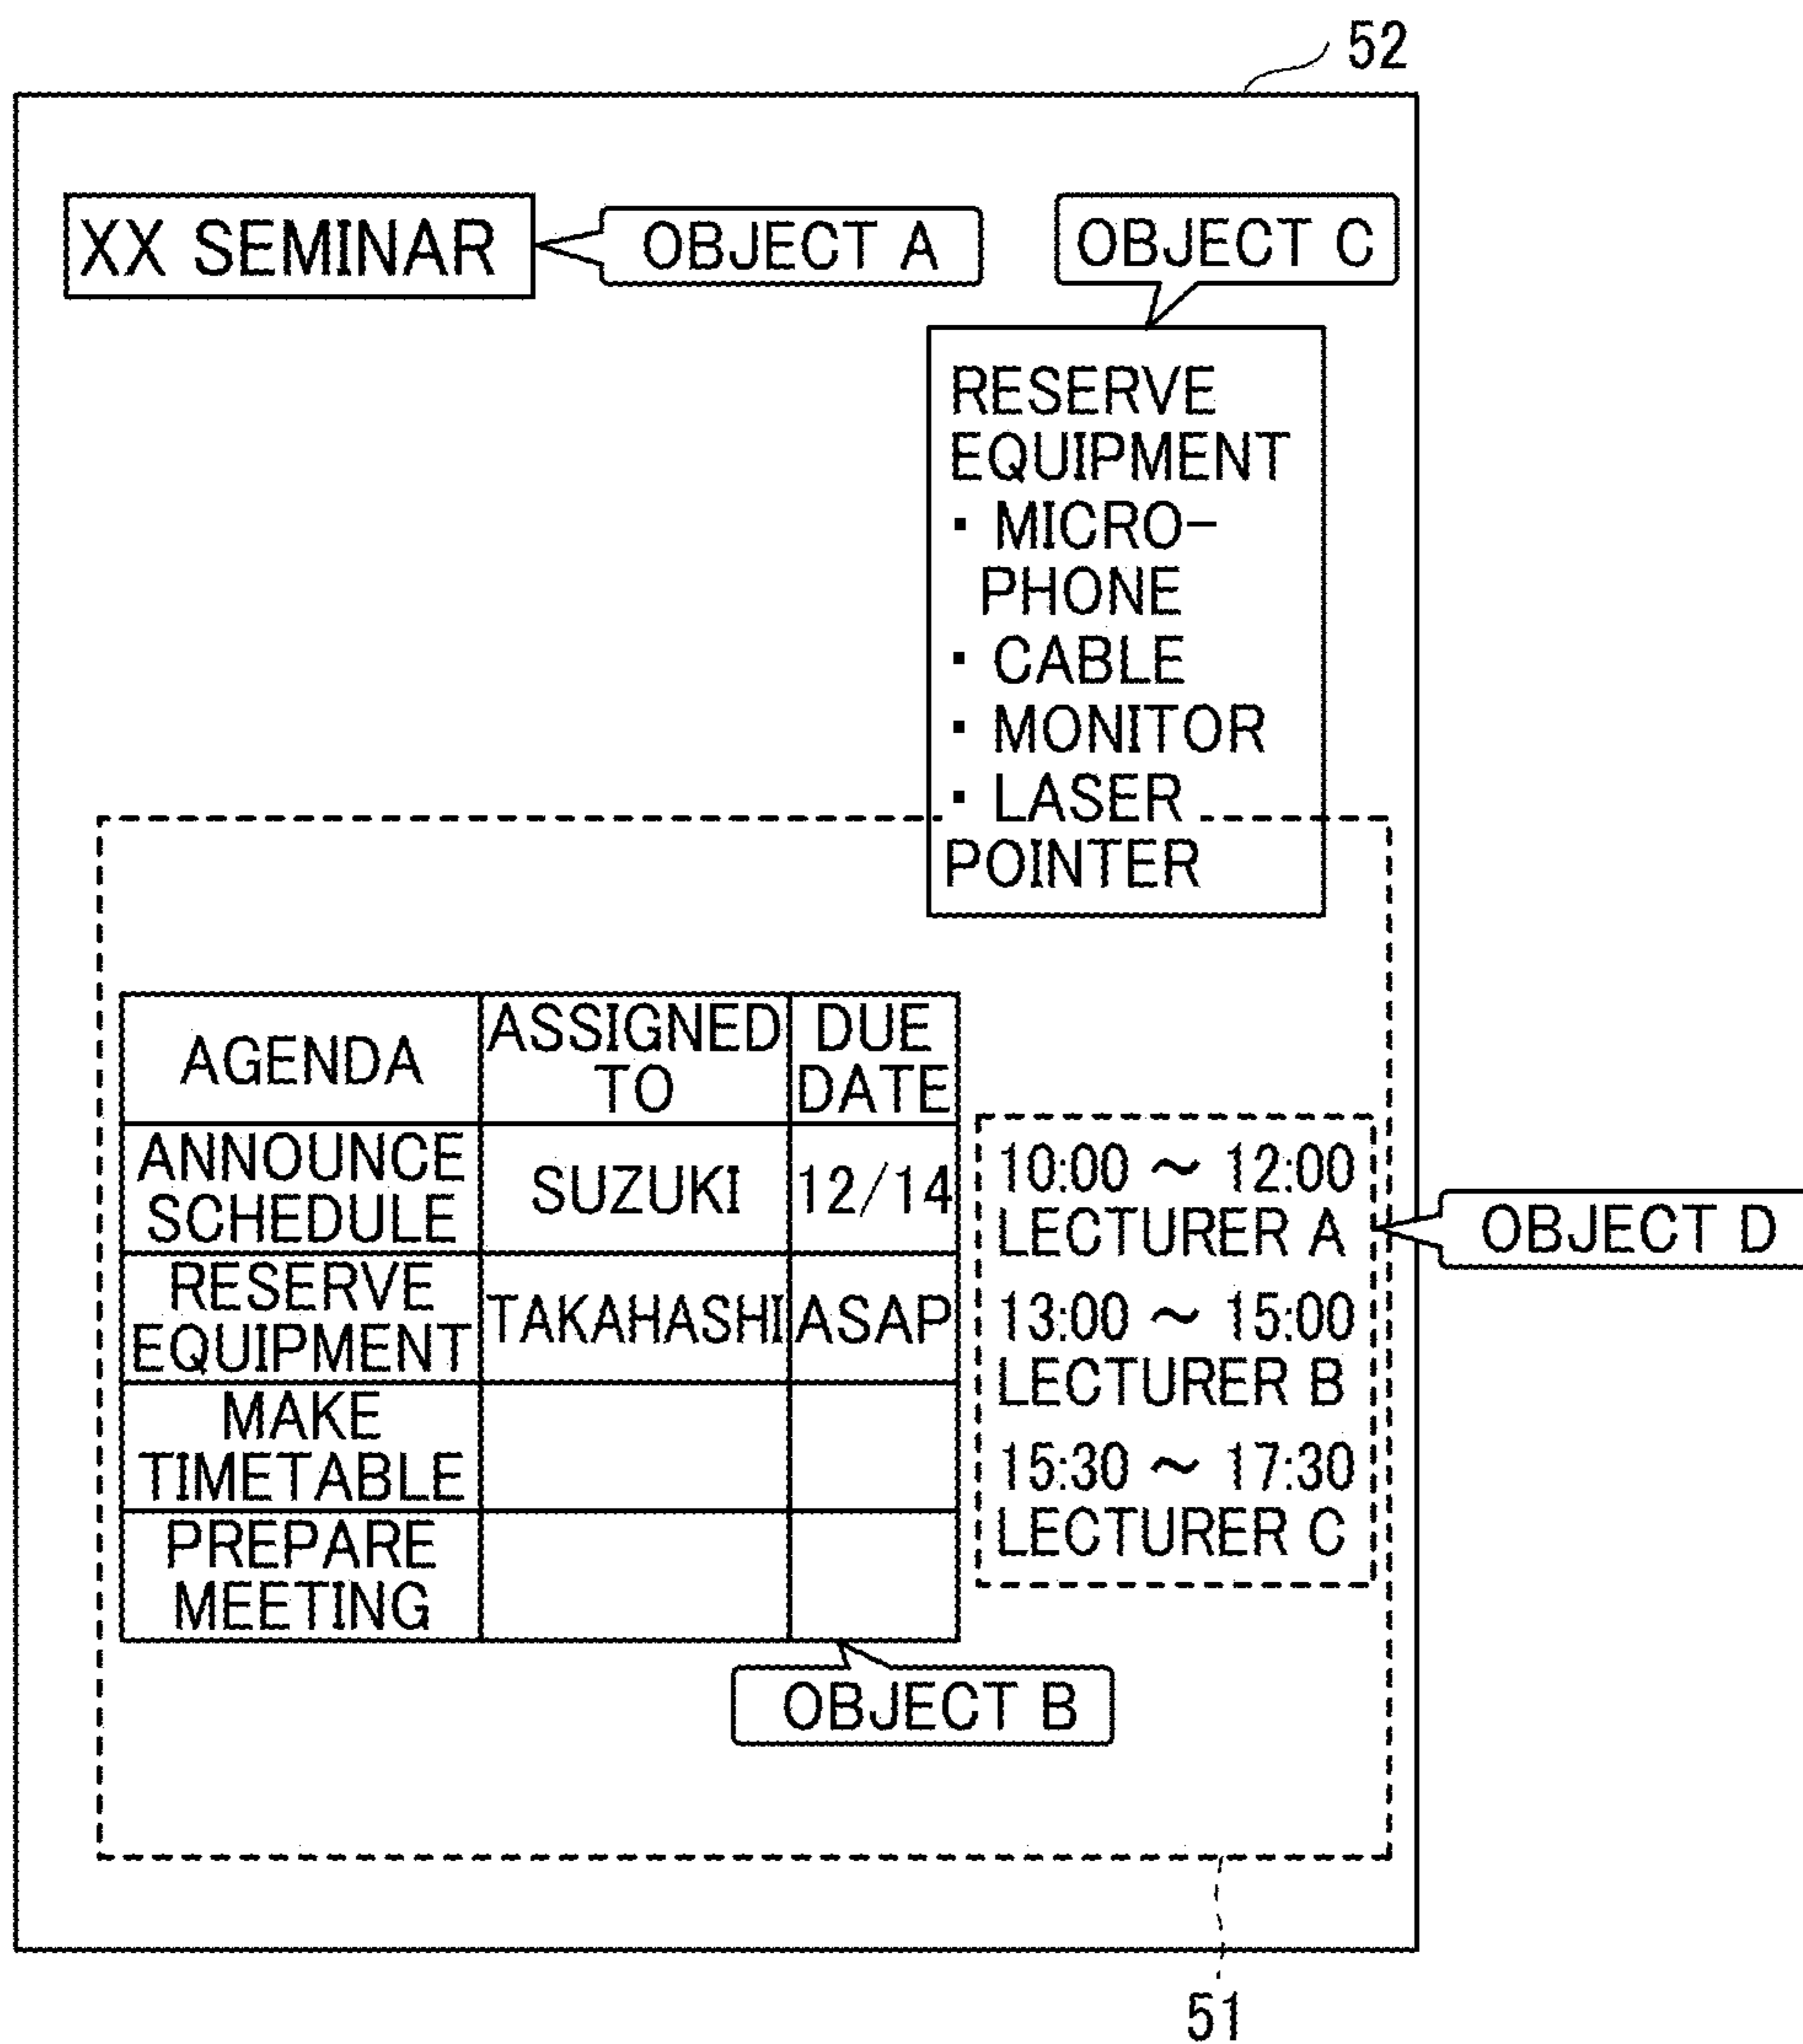 52
XX SEMINAR
OBJECT A
OBJECT C
RESERVE
EQUIPMENT
・MICRO-
PHONE
・CABLE
・MONITOR
・LASER
POINTER
AGENDA
ASSIGNED
TO
DUE
DATE
ANNOUNCE
SCHEDULE
SUZUKI
12/14
RESERVE
EQUIPMENT
TAKAHASHI
ASAP
MAKE
TIMETABLE
PREPARE
MEETING
10:00 ~ 12:00
LECTURER A
13:00 ~ 15:00
LECTURER B
15:30 ~ 17:30
LECTURER C
OBJECT D
OBJECT B
51